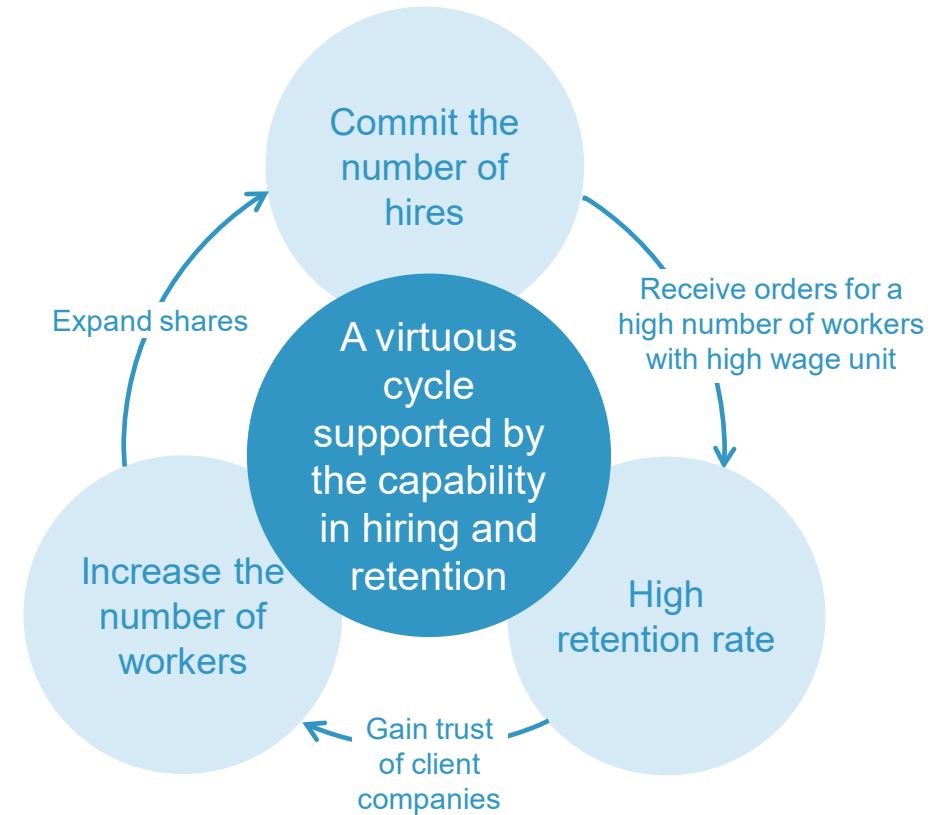 Commit the
number of
hires
Receive orders for a
high number of workers
with high wage unit
Expand shares
A virtuous
cycle
supported by
the capability
in hiring and
retention
Increase the
number of
workers
High
retention rate
Gain trust
of client
companies